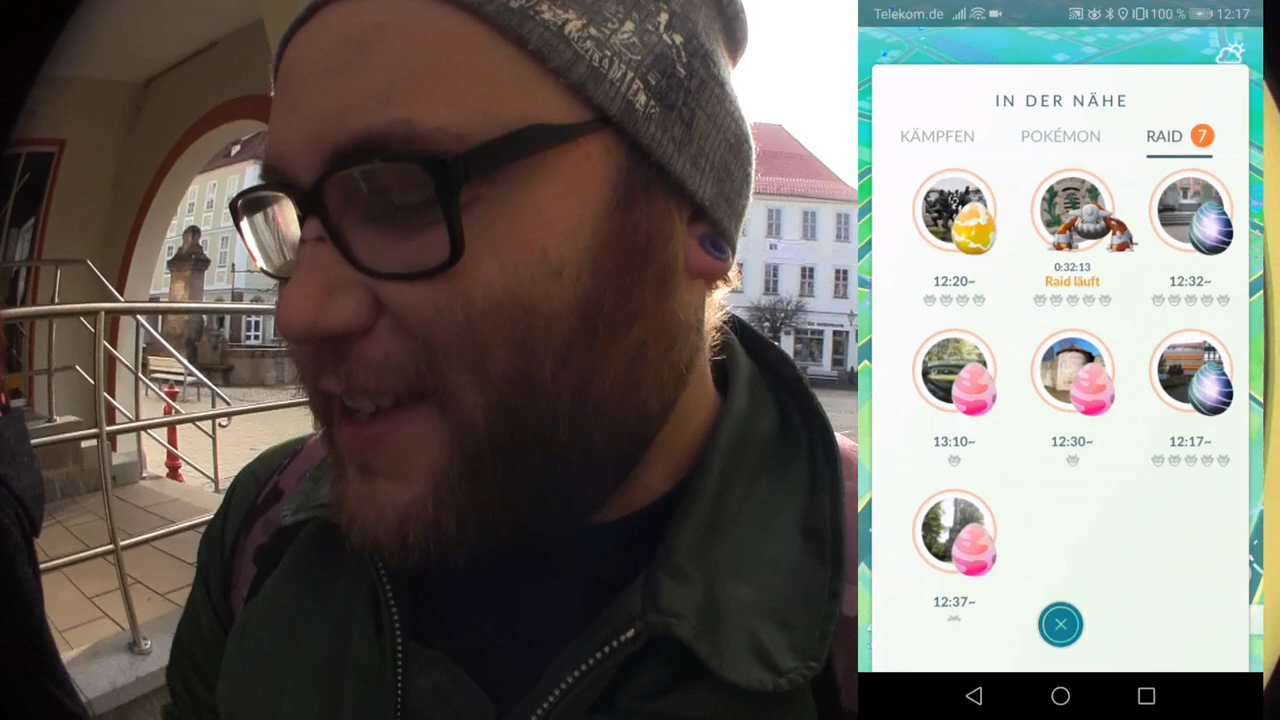 Telekom.de 100 % 12:17
IN DER NÄHE
KÄMPFEN POKÉMON RAID 7
0:32:13
12:20~ Raid läuft 12:32~
13:10~ 12:30~ 12:17~
12:37~